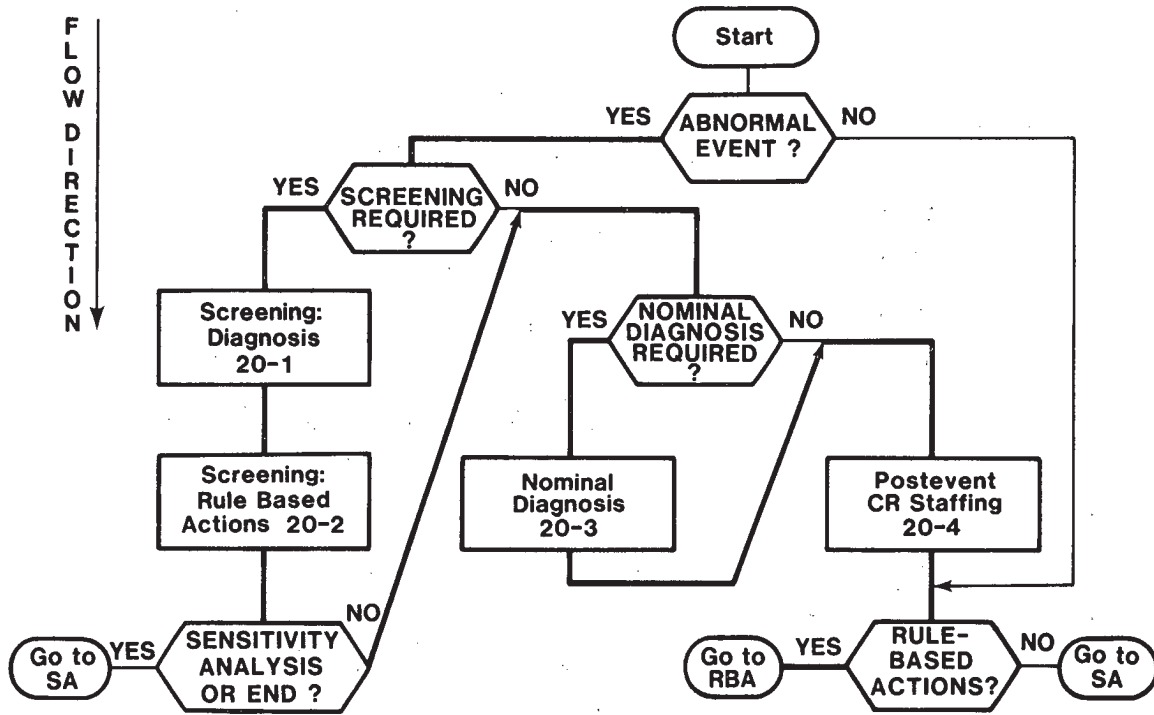 FLOW DIRECTION
Start
YES
ABNORMAL
EVENT ?
NO
YES
SCREENING
REQUIRED
?
NO
Screening:
Diagnosis
20-1
YES
NOMINAL
DIAGNOSIS
REQUIRED
?
NO
Screening:
Rule Based
Actions 20-2
Nominal
Diagnosis
20-3
Postevent
CR Staffing
20-4
Go to
SA
YES
SENSITIVITY
ANALYSIS
OR END ?
NO
Go to
RBA
YES
RULE-
BASED
ACTIONS?
NO
Go to
SA